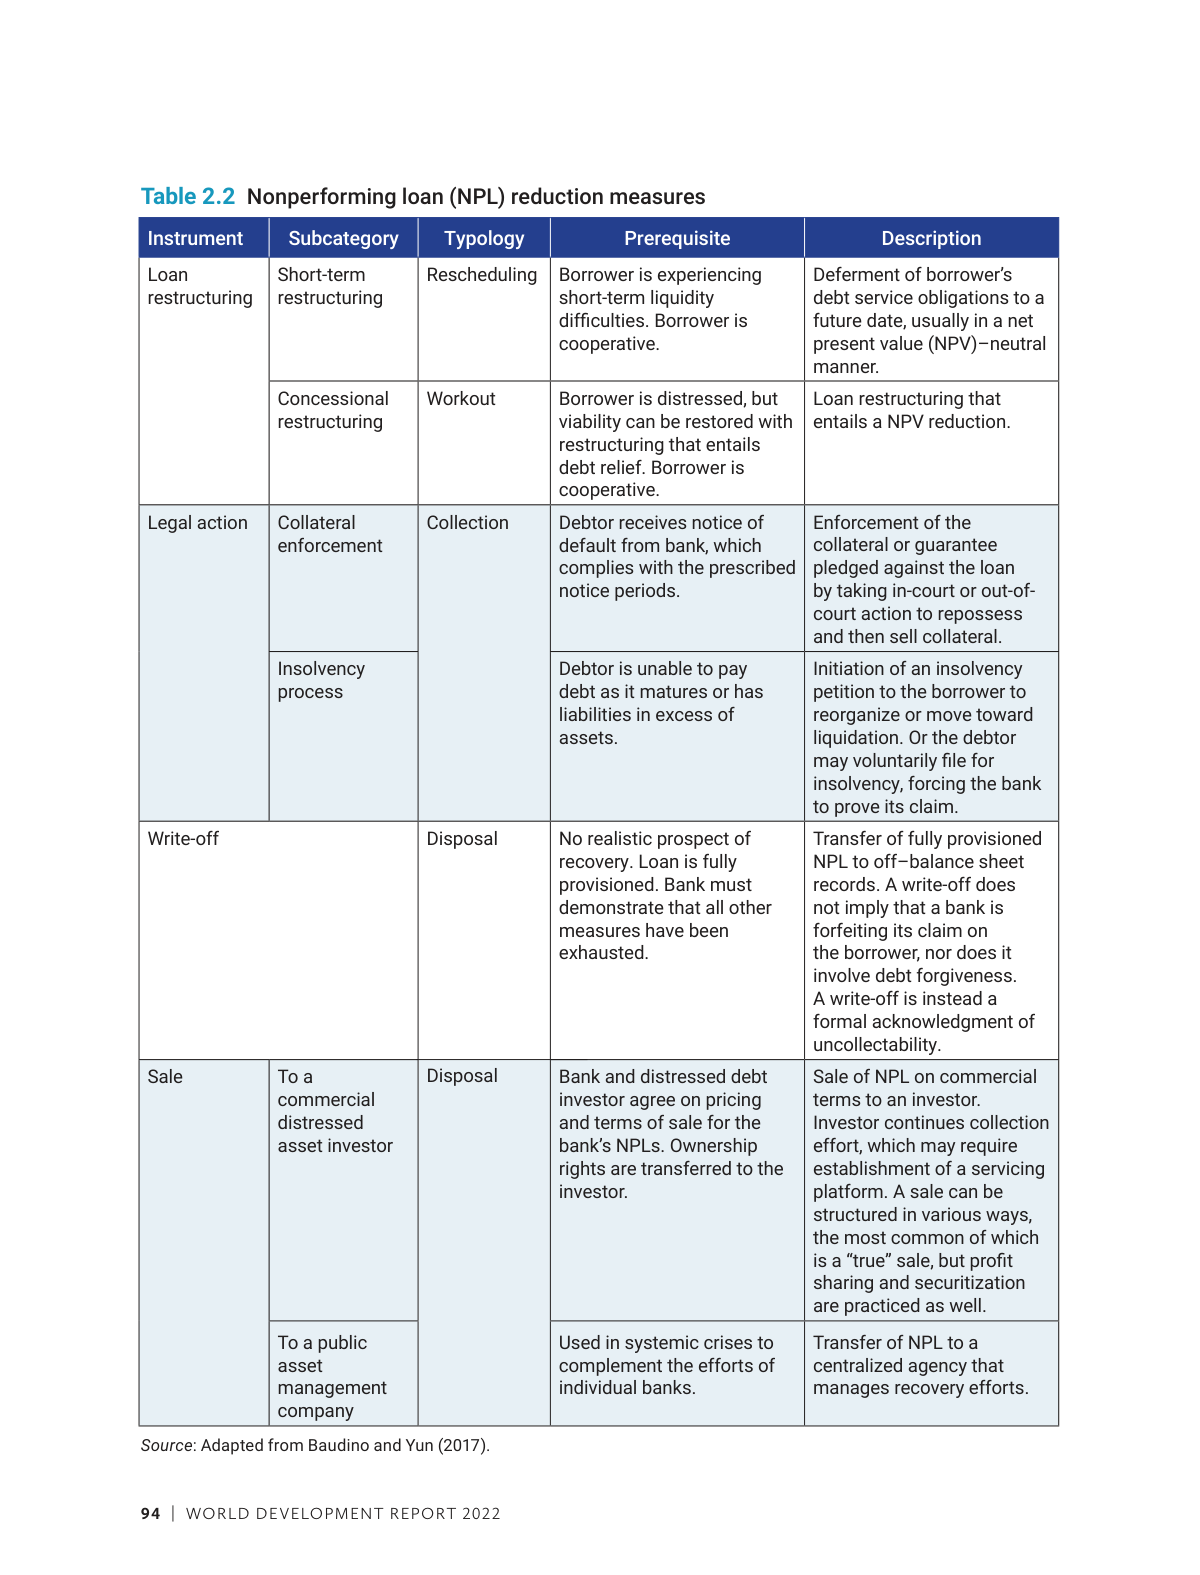 Table 2.2 Nonperforming loan (NPL) reduction measures
Instrument Subcategory Typology Prerequisite Description
Loan
restructuring
Short-term
restructuring
Rescheduling
Borrower is experiencing
short-term liquidity
difficulties. Borrower is
cooperative.
Deferment of borrower’s
debt service obligations to a
future date, usually in a net
present value (NPV)–neutral
manner.
Concessional
restructuring
Workout
Borrower is distressed, but
viability can be restored with
restructuring that entails
debt relief. Borrower is
cooperative.
Loan restructuring that
entails a NPV reduction.
Legal action
Collateral
enforcement
Collection
Debtor receives notice of
default from bank, which
complies with the prescribed
notice periods.
Enforcement of the
collateral or guarantee
pledged against the loan
by taking in-court or out-of-
court action to repossess
and then sell collateral.
Insolvency
process
Debtor is unable to pay
debt as it matures or has
liabilities in excess of
assets.
Initiation of an insolvency
petition to the borrower to
reorganize or move toward
liquidation. Or the debtor
may voluntarily file for
insolvency, forcing the bank
to prove its claim.
Write-off
Disposal
No realistic prospect of
recovery. Loan is fully
provisioned. Bank must
demonstrate that all other
measures have been
exhausted.
Transfer of fully provisioned
NPL to off–balance sheet
records. A write-off does
not imply that a bank is
forfeiting its claim on
the borrower, nor does it
involve debt forgiveness.
A write-off is instead a
formal acknowledgment of
uncollectability.
Sale
To a
commercial
distressed
asset investor
Disposal
Bank and distressed debt
investor agree on pricing
and terms of sale for the
bank’s NPLs. Ownership
rights are transferred to the
investor.
Sale of NPL on commercial
terms to an investor.
Investor continues collection
effort, which may require
establishment of a servicing
platform. A sale can be
structured in various ways,
the most common of which
is a “true” sale, but profit
sharing and securitization
are practiced as well.
To a public
asset
management
company
Used in systemic crises to
complement the efforts of
individual banks.
Transfer of NPL to a
centralized agency that
manages recovery efforts.
Source: Adapted from Baudino and Yun (2017).
94 | WORLD DEVELOPMENT REPORT 2022